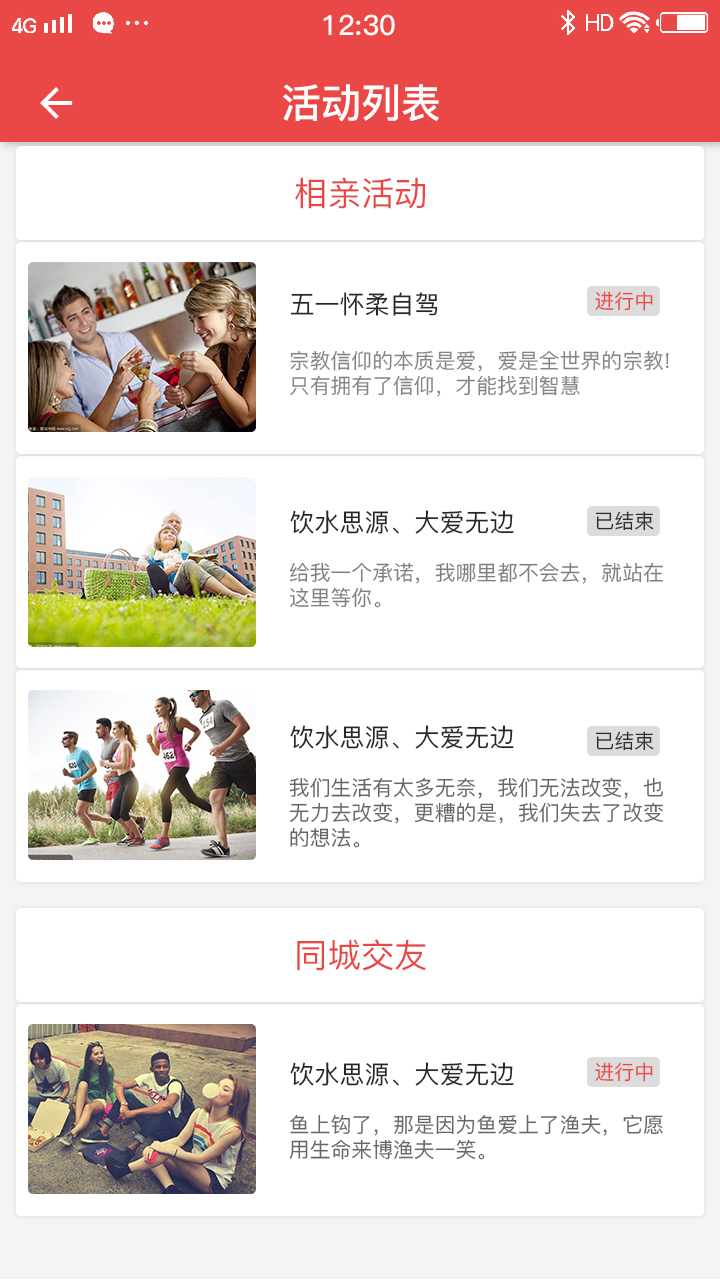 4G 12:30 HD
活动列表
相亲活动
五一怀柔自驾
进行中
宗教信仰的本质是爱，爱是全世界的宗教!
只有拥有了信仰，才能找到智慧
饮水思源、大爱无边
已结束
给我一个承诺，我哪里都不会去，就站在
这里等你。
饮水思源、大爱无边
已结束
我们生活有太多无奈，我们无法改变，也
无力去改变，更糟的是，我们失去了改变
的想法。
同城交友
饮水思源、大爱无边
进行中
鱼上钩了，那是因为鱼爱上了渔夫，它愿
用生命来博渔夫一笑。